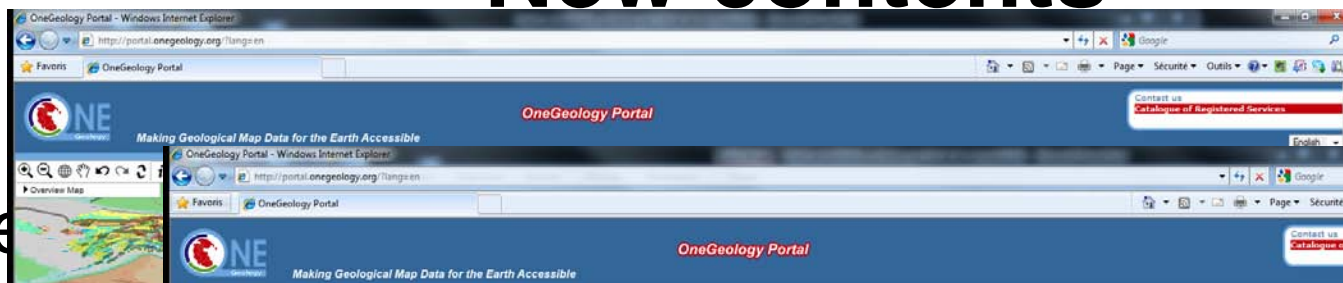 New contents
OneGeology Portal - Windows Internet Explorer
http://portal.onegeology.org/?lang=en
Google
Favoris OneGeology Portal
Page Sécurité Outils
ONE
Geology
OneGeology Portal
Making Geological Map Data for the Earth Accessible
Contact us
Catalogue of Registered Services
English
Overview Map
OneGeology Portal - Windows Internet Explorer
http://portal.onegeology.org/?lang=en
Google
Favoris OneGeology Portal
Page Sécurité
ONE
Geology
OneGeology Portal
Making Geological Map Data for the Earth Accessible
Contact us
Catalogue o